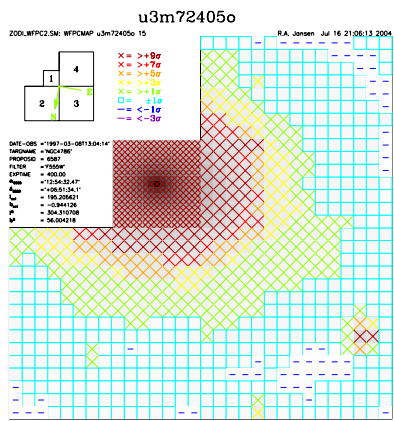 u3m72405o
ZODI_WFPC2.SM: WFPCMAP u3m72405o 15 R.A. Jansen Jul 16 21:06:13 2004
4
1
2 3
E
N
× = >+9σ
× = >+7σ
× = >+5σ
× = >+3σ
× = >+1σ
□ = ±1σ
− = <−1σ
− = <−3σ
DATE-OBS ="1997-03-08T13:04:14"
TARGNAME ="NGC4786"
PROPOSID = 6587
FILTER ="F555W"
EXPTIME = 400.00
="12:54:32.47"
="+06:51:34.1"
= 195.205621
= -0.944126
= 304.310708
= 56.004218